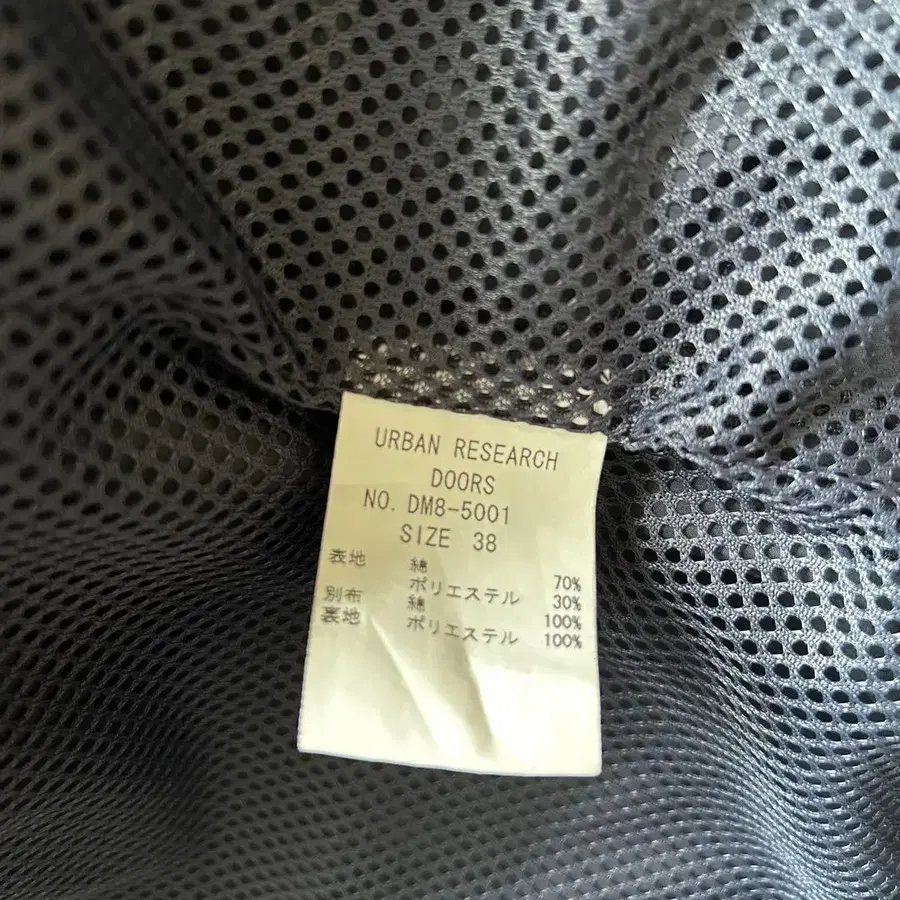 URBAN RESEARCH
DOORS
NO. DM8-5001
SIZE 38
表地 綿 70%
ポリエステル 30%
別布 綿 100%
裏地 ポリエステル 100%